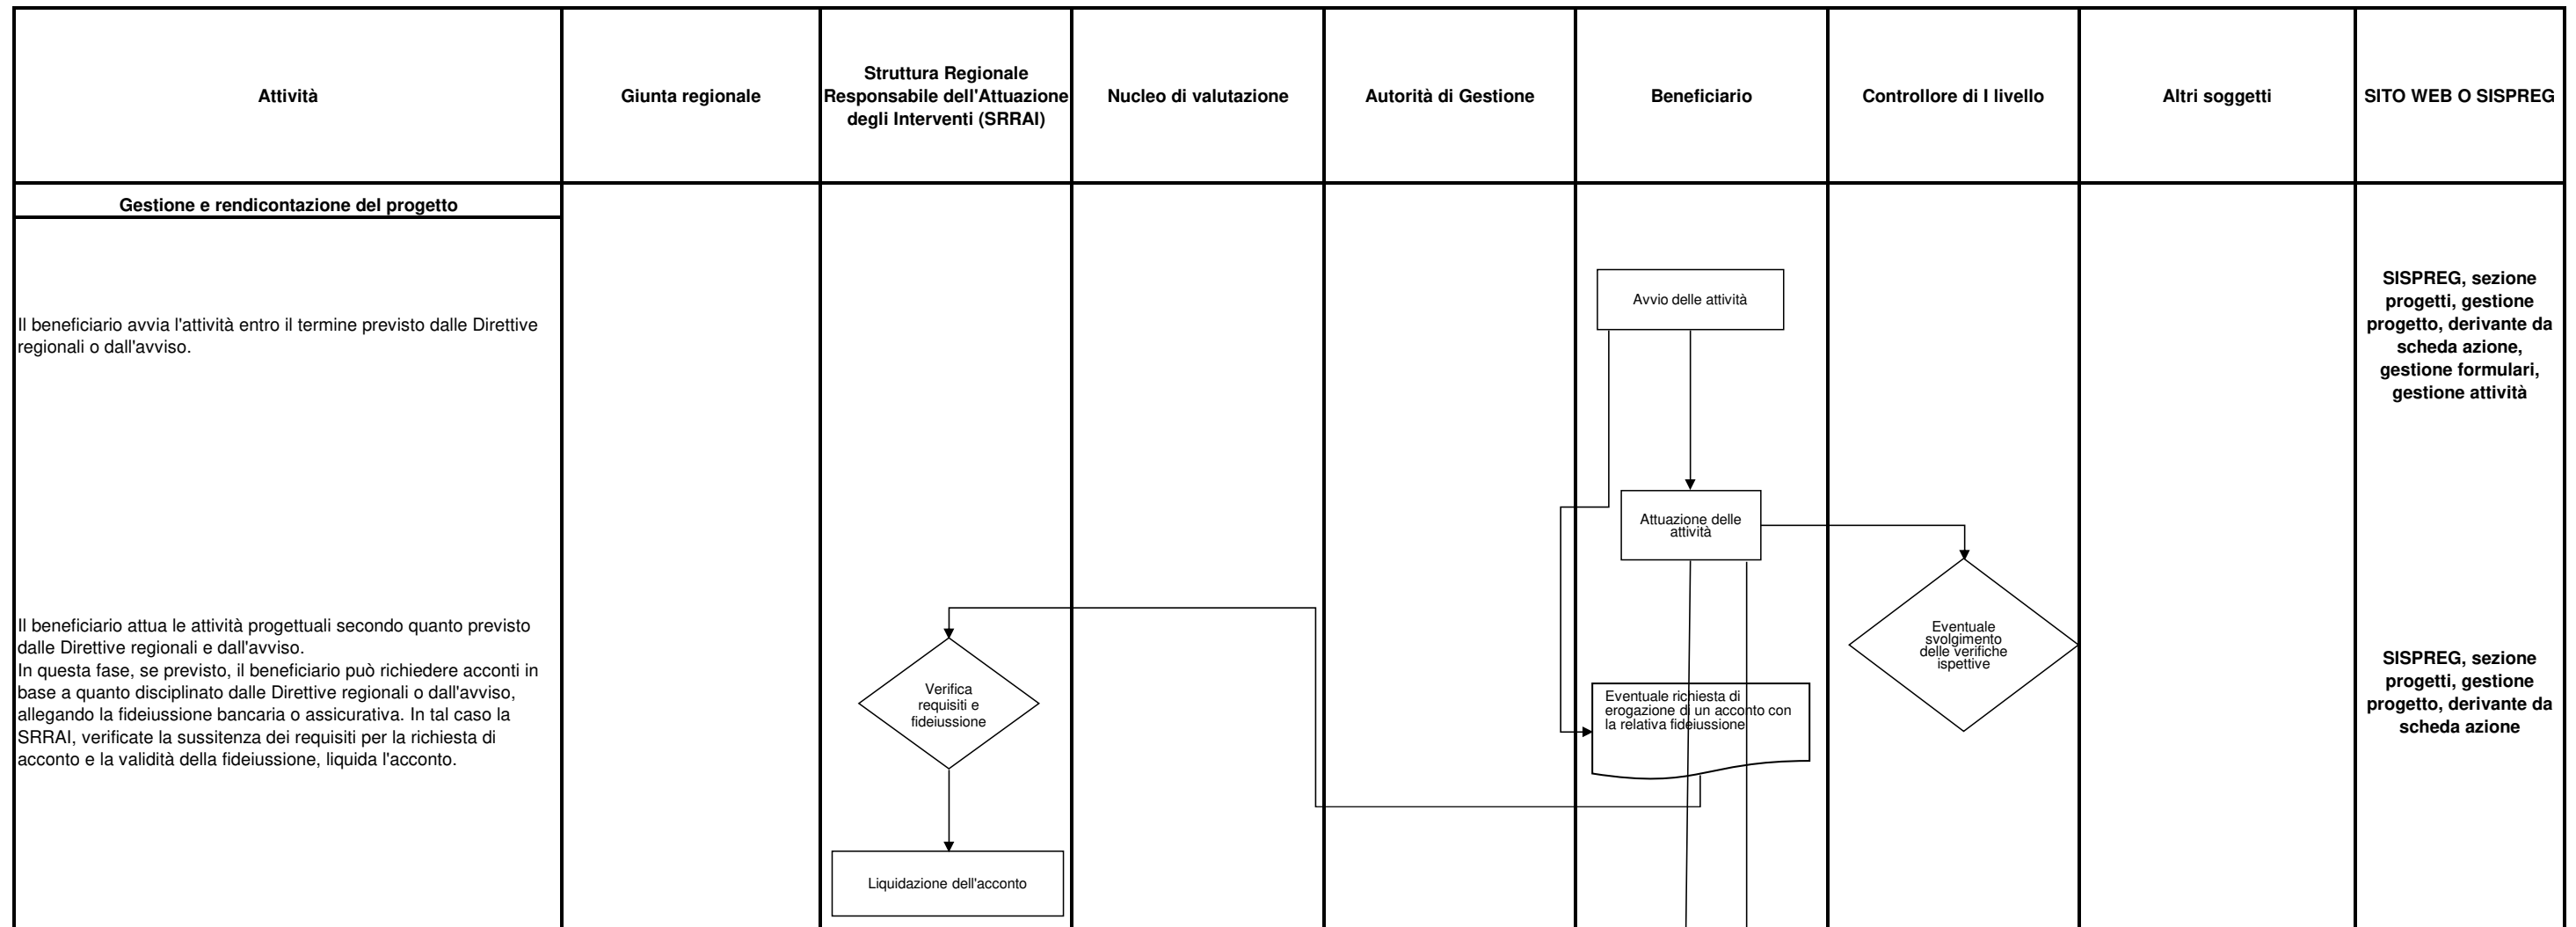 Attività
Giunta regionale
Struttura Regionale
Responsabile dell'Attuazione
degli Interventi (SRRAI)
Nucleo di valutazione
Autorità di Gestione
Beneficiario
Controllore di I livello
Altri soggetti
SITO WEB O SISPREG
Gestione e rendicontazione del progetto
Il beneficiario avvia l'attività entro il termine previsto dalle Direttive
regionali o dall'avviso.
Avvio delle attività
SISPREG, sezione
progetti, gestione
progetto, derivante da
scheda azione,
gestione formulari,
gestione attività
Attuazione delle
attività
Il beneficiario attua le attività progettuali secondo quanto previsto
dalle Direttive regionali e dall'avviso.
In questa fase, se previsto, il beneficiario può richiedere acconti in
base a quanto disciplinato dalle Direttive regionali o dall'avviso,
allegando la fideiussione bancaria o assicurativa. In tal caso la
SRRAI, verificate la sussitenza dei requisiti per la richiesta di
acconto e la validità della fideiussione, liquida l'acconto.
Verifica
requisiti e
fideiussione
Eventuale richiesta di
erogazione di un acconto con
la relativa fideiussione
Eventuale
svolgimento
delle verifiche
ispettive
SISPREG, sezione
progetti, gestione
progetto, derivante da
scheda azione
Liquidazione dell'acconto